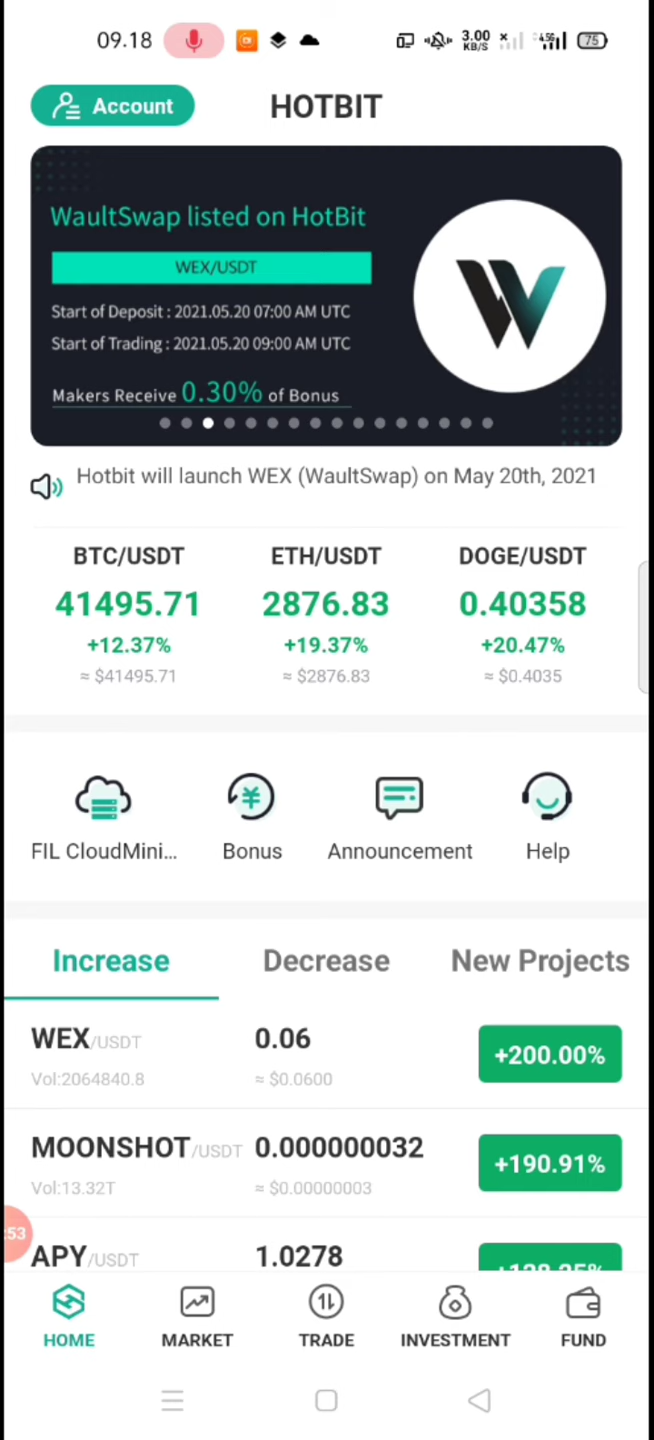 09.18
3.00
KB/S
75
Account
HOTBIT
WaultSwap listed on HotBit
WEX/USDT
Start of Deposit : 2021.05.20 07:00 AM UTC
Start of Trading : 2021.05.20 09:00 AM UTC
Makers Receive 0.30% of Bonus
Hotbit will launch WEX (WaultSwap) on May 20th, 2021
BTC/USDT ETH/USDT DOGE/USDT
41495.71 2876.83 0.40358
+12.37% +19.37% +20.47%
≈ $41495.71 ≈ $2876.83 ≈ $0.4035
FIL CloudMini... Bonus Announcement Help
Increase Decrease New Projects
WEX/USDT 0.06 +200.00%
Vol:2064840.8 ≈ $0.0600
MOONSHOT/USDT 0.000000032 +190.91%
Vol:13.32T ≈ $0.00000003
:53
APY/USDT 1.0278
HOME MARKET TRADE INVESTMENT FUND